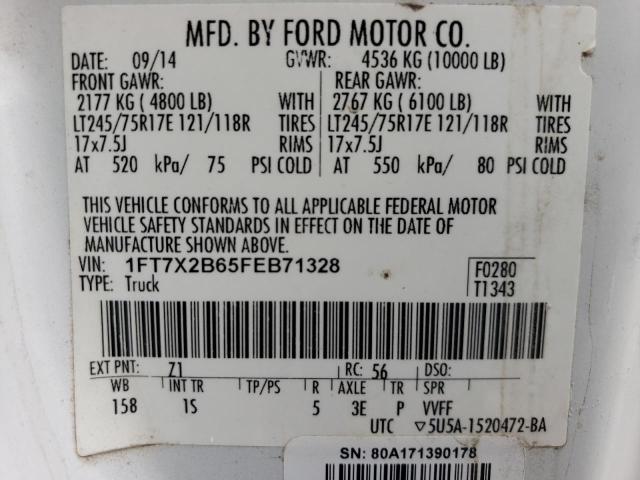 MFD. BY FORD MOTOR CO.
DATE: 09/14 GVWR: 4536 KG (10000 LB)
FRONT GAWR: REAR GAWR:
2177 KG ( 4800 LB) WITH 2767 KG ( 6100 LB) WITH
LT245/75R17E 121/118R TIRES LT245/75R17E 121/118R TIRES
17x7.5J RIMS 17x7.5J RIMS
AT 520 kPa/ 75 PSI COLD AT 550 kPa/ 80 PSI COLD
THIS VEHICLE CONFORMS TO ALL APPLICABLE FEDERAL MOTOR
VEHICLE SAFETY STANDARDS IN EFFECT ON THE DATE OF
MANUFACTURE SHOWN ABOVE.
VIN: 1FT7X2B65FEB71328 F0280
TYPE: Truck T1343
EXT PNT: Z1 RC: 56 DSO:
WB INT TR TP/PS R AXLE TR SPR
158 1S 5 3E P VVFF
UTC ▽5U5A-1520472-BA
SN: 80A171390178